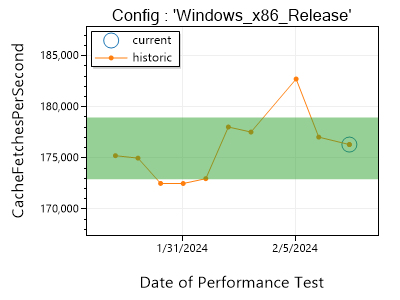 Config : 'Windows_x86_Release'
current
historic
185,000
180,000
175,000
170,000
CacheFetchesPerSecond
1/31/2024
2/5/2024
Date of Performance Test